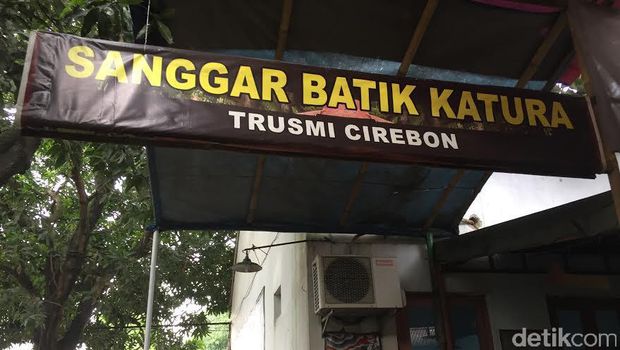 SANGGAR BATIK KATURA
TRUSMI CIREBON
detikcom